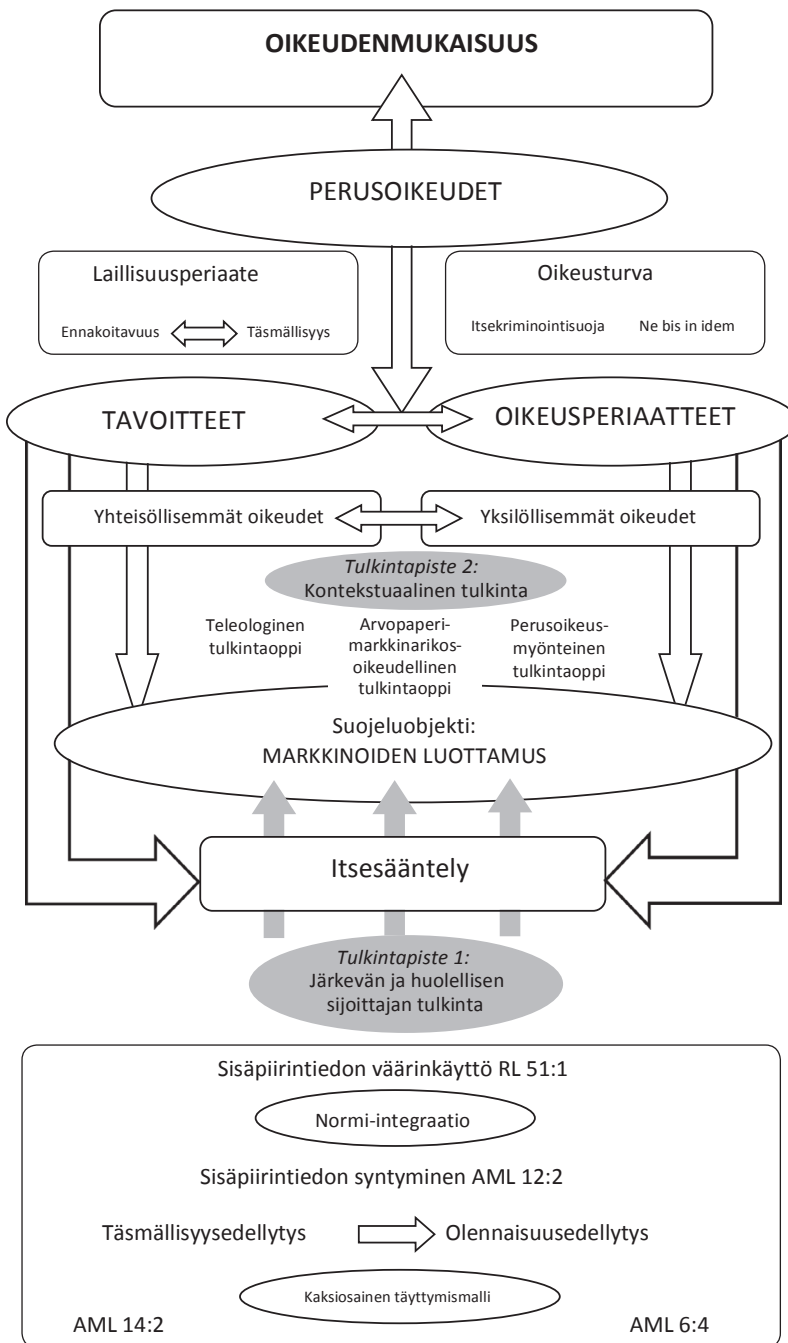 OIKEUDENMUKAISUUS
PERUSOIKEUDET
Laillisuusperiaate
Ennakoitavuus
Täsmällisyys
Oikeusturva
Itsekriminointisuoja
Ne bis in idem
TAVOITTEET
OIKEUSPERIAATTEET
Yhteisöllisemmät oikeudet
Yksilöllisemmät oikeudet
Tulkintapiste 2:
Kontekstuaalinen tulkinta
Teleologinen
tulkintaoppi
Arvopaperi-
markkinarikos-
oikeudellinen
tulkintaoppi
Perusoikeus-
myönteinen
tulkintaoppi
Suojeluobjekti:
MARKKINOIDEN LUOTTAMUS
Itsesääntely
Tulkintapiste 1:
Järkevän ja huolellisen
sijoittajan tulkinta
Sisäpiirintiedon väärinkäyttö RL 51:1
Normi-integraatio
Sisäpiirintiedon syntyminen AML 12:2
Täsmällisyysedellytys
Olennaisuusedellytys
Kaksiosainen täyttymismalli
AML 14:2
AML 6:4